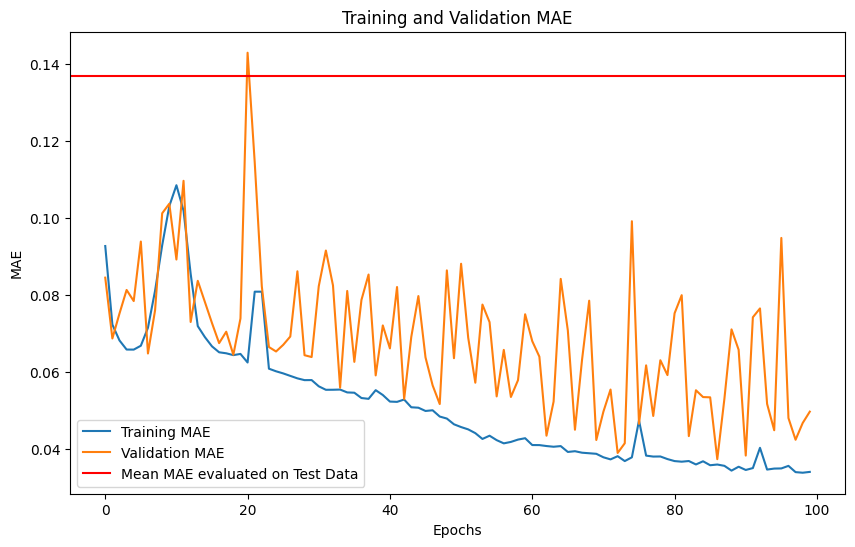 Training and Validation MAE
MAE
0.14
0.12
0.10
0.08
0.06
0.04
Training MAE
Validation MAE
Mean MAE evaluated on Test Data
0 20 40 60 80 100
Epochs